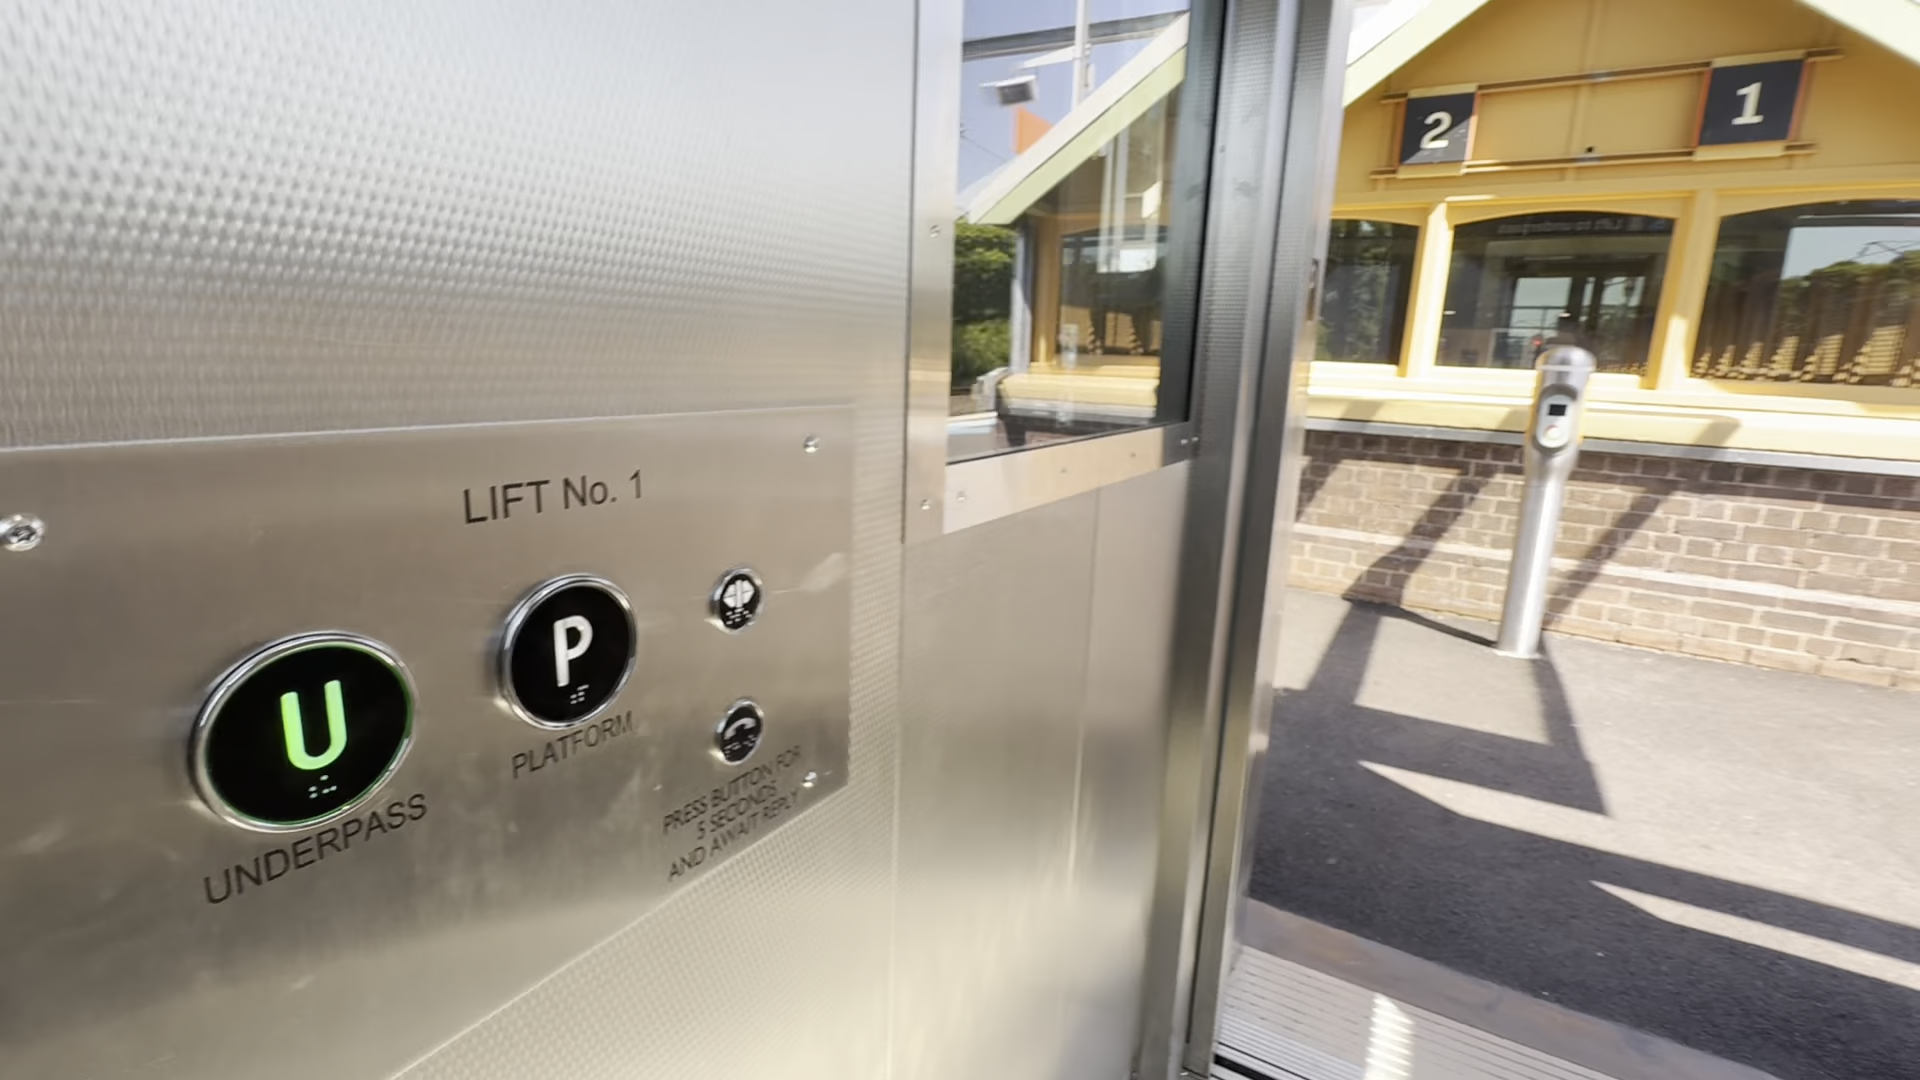 LIFT No. 1
U
UNDERPASS
P
PLATFORM
PRESS BUTTON FOR
5 SECONDS
AND AWAIT REPLY
2
1